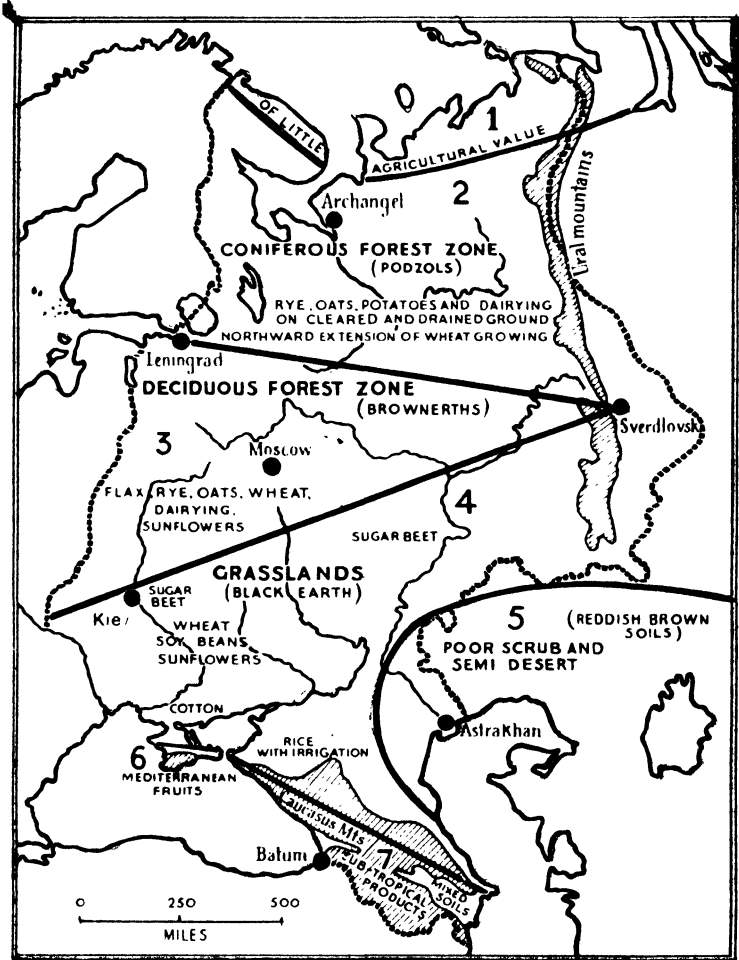 1
OF LITTLE
AGRICULTURAL VALUE
2
Archangel
Ural mountains
CONIFEROUS FOREST ZONE
(PODZOLS)
RYE, OATS, POTATOES AND DAIRYING
ON CLEARED AND DRAINED GROUND
NORTHWARD EXTENSION OF WHEAT GROWING
Leningrad
DECIDUOUS FOREST ZONE
(BROWNERTHS)
Sverdlovsk
3
Moscow
FLAX, RYE, OATS, WHEAT,
DAIRYING,
SUNFLOWERS
4
SUGAR BEET
GRASSLANDS
(BLACK EARTH)
SUGAR
BEET
Kiev
WHEAT
SOY BEANS
SUNFLOWERS
5
(REDDISH BROWN
SOILS)
POOR SCRUB AND
SEMI DESERT
COTTON
Astrakhan
6
MEDITERRANEAN
FRUITS
RICE
WITH IRRIGATION
Caucasus Mts
Batum
7
SUB-TROPICAL
PRODUCTS
MIXED
SOILS
0 250 500
MILES